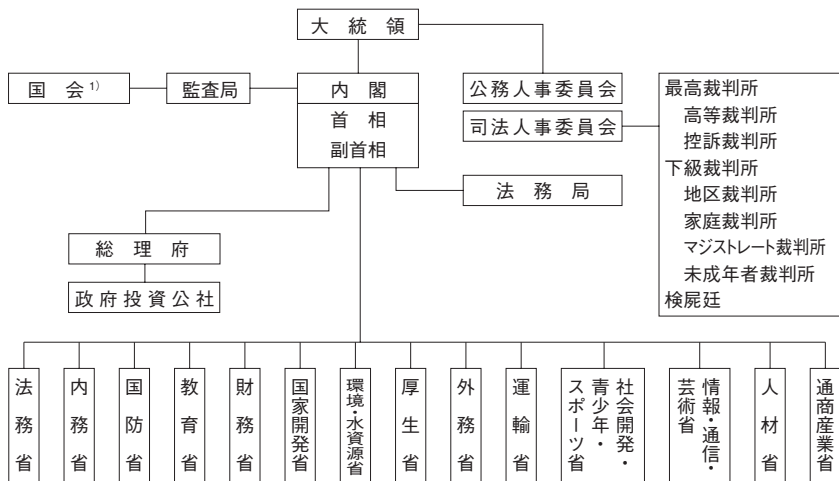 大統領
国会1)
監査局
内閣
首相
副首相
公務人事委員会
司法人事委員会
法務局
最高裁判所
高等裁判所
控訴裁判所
下級裁判所
地区裁判所
家庭裁判所
マジストレート裁判所
未成年者裁判所
検屍廷
総理府
政府投資公社
法務省
内務省
国防省
教育省
財務省
国家開発省
環境・水資源省
厚生省
外務省
運輸省
社会開発・
青少年・
スポーツ省
情報・通信・
芸術省
人材省
通商産業省